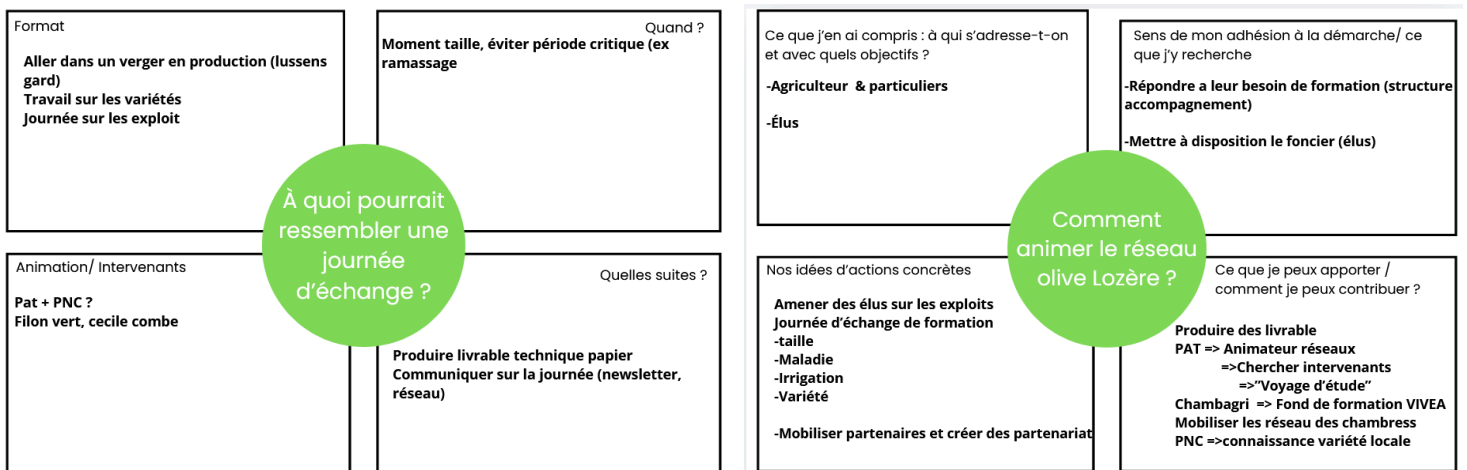 Format
Aller dans un verger en production (lussens
gard)
Travail sur les variétés
Journée sur les exploit
Quand ?
Moment taille, éviter période critique (ex
ramassage
À quoi pourrait
ressembler une
journée
d’échange ?
Animation/ Intervenants
Pat + PNC ?
Filon vert, cecile combe
Quelles suites ?
Produire livrable technique papier
Communiquer sur la journée (newsletter,
réseau)
Ce que j’en ai compris : à qui s’adresse-t-on
et avec quels objectifs ?
-Agriculteur & particuliers
-Élus
Sens de mon adhésion à la démarche/ ce
que j’y recherche
-Répondre a leur besoin de formation (structure
accompagnement)
-Mettre à disposition le foncier (élus)
Comment
animer le réseau
olive Lozère ?
Nos idées d’actions concrètes
Amener des élus sur les exploits
Journée d’échange de formation
-taille
-Maladie
-Irrigation
-Variété
-Mobiliser partenaires et créer des partenariat
Ce que je peux apporter /
comment je peux contribuer ?
Produire des livrable
PAT => Animateur réseaux
=>Chercher intervenants
=>”Voyage d’étude”
Chambagri => Fond de formation VIVEA
Mobiliser les réseau des chambress
PNC =>connaissance variété locale